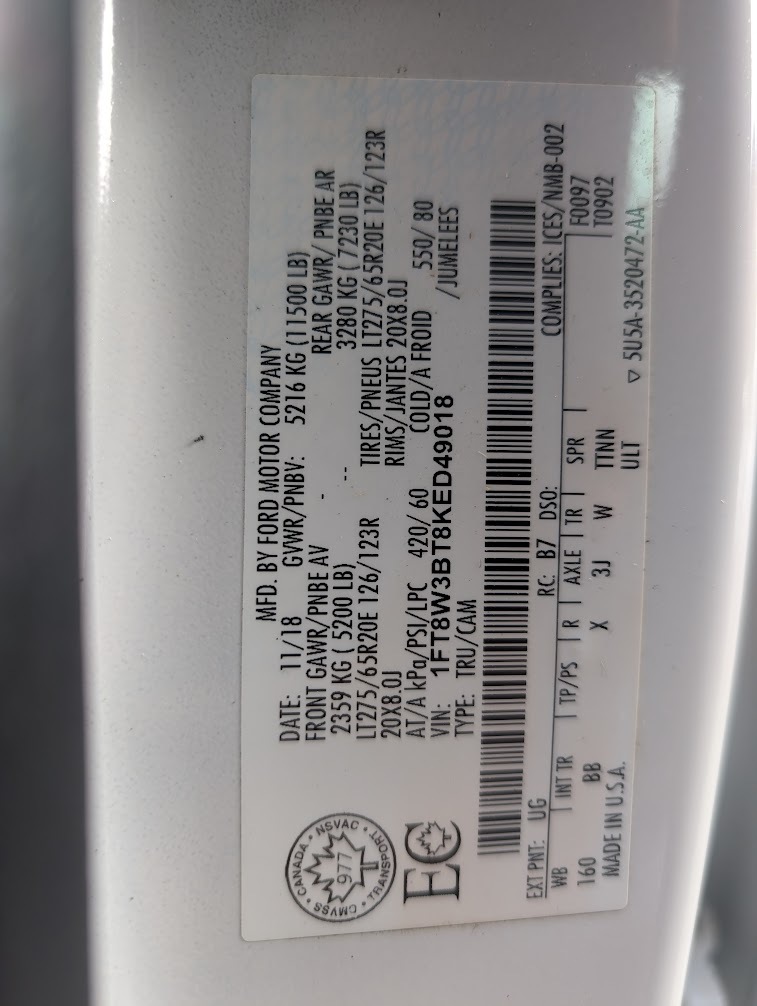 MFD. BY FORD MOTOR COMPANY
DATE: 11/18 GVWR/PNBV: 5216 KG (11500 LB)
FRONT GAWR/PNBE AV - REAR GAWR/ PNBE AR
2359 KG ( 5200 LB) -- 3280 KG ( 7230 LB)
LT275/65R20E 126/123R TIRES/PNEUS LT275/65R20E 126/123R
20X8.0J RIMS/JANTES 20X8.0J
AT/A kPa/PSI/LPC 420/ 60 COLD/A FROID 550/ 80
VIN: 1FT8W3BT8KED49018 /JUMELEES
TYPE: TRU/CAM
CANADA • NSVAC • TRANSPORT • CMVSS •
977
T
EC
EXT PNT: UG RC: B7 DSO: COMPLIES: ICES/NMB-002
WB INT TR TP/PS R AXLE TR SPR F0097
160 BB X 3J W TTNN T0902
MADE IN U.S.A. ULT ▽ 5U5A-3520472-AA